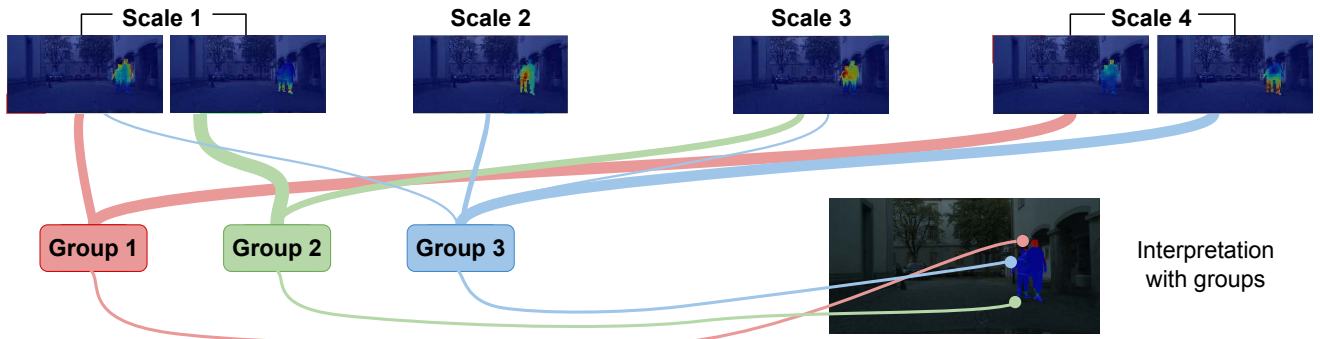 Scale 1
Scale 2
Scale 3
Scale 4
Group 1
Group 2
Group 3
Interpretation
with groups